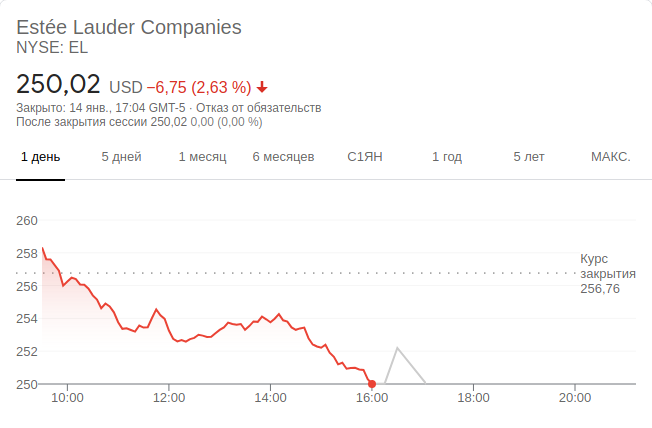 Estée Lauder Companies
NYSE: EL
250,02 USD −6,75 (2,63 %)
Закрыто: 14 янв., 17:04 GMT-5 · Отказ от обязательств
После закрытия сессии 250,02 0,00 (0,00 %)
1 день 5 дней 1 месяц 6 месяцев С1ЯН 1 год 5 лет МАКС.
260
258
Курс
закрытия
256,76
256
254
252
250
10:00 12:00 14:00 16:00 18:00 20:00